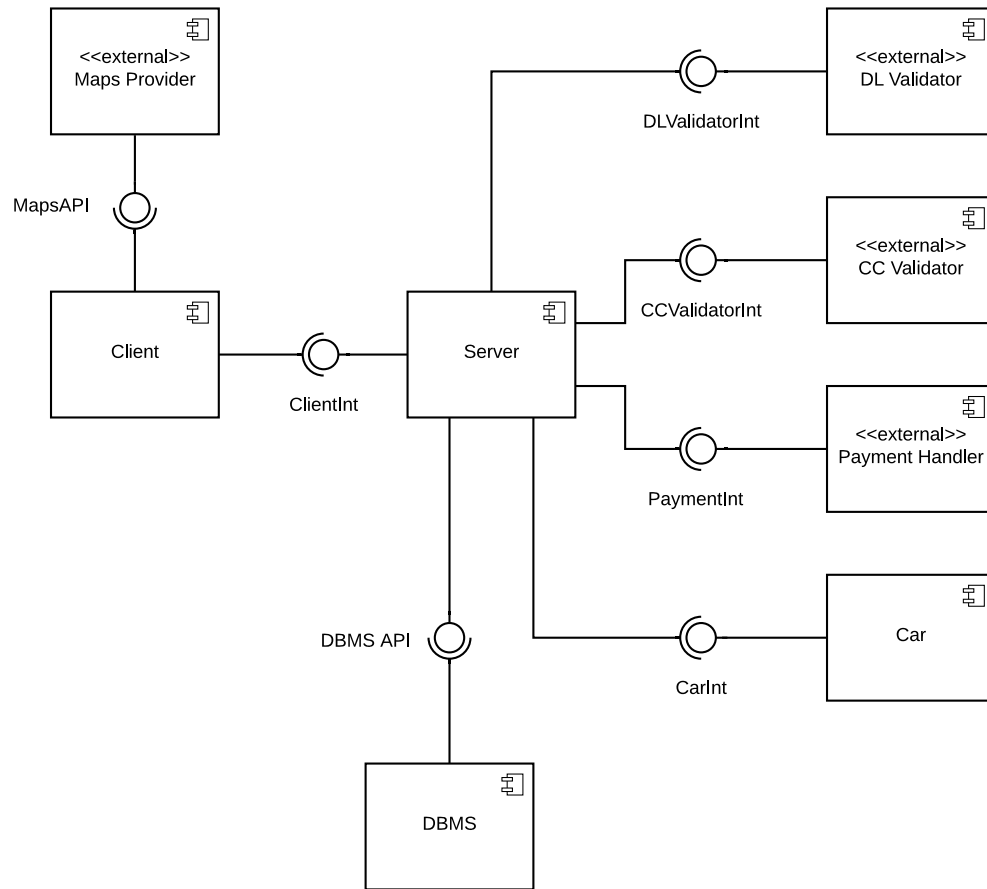 <<external>>
Maps Provider
<<external>>
DL Validator
DLValidatorInt
MapsAPI
<<external>>
CC Validator
CCValidatorInt
Client
Server
ClientInt
<<external>>
Payment Handler
PaymentInt
DBMS API
Car
CarInt
DBMS